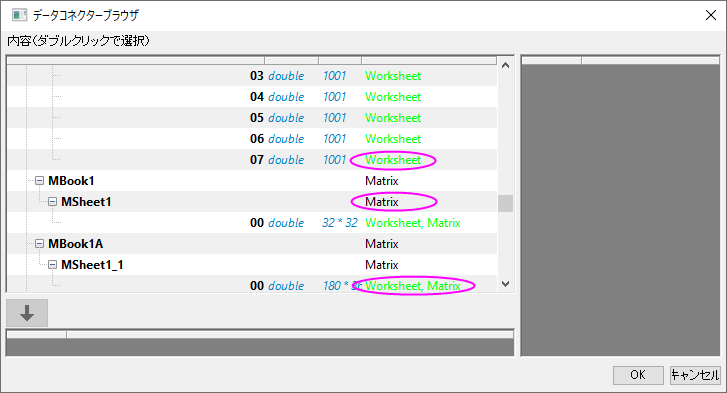 データコネクターブラウザ
内容(ダブルクリックで選択)
03 double 1001 Worksheet
04 double 1001 Worksheet
05 double 1001 Worksheet
06 double 1001 Worksheet
07 double 1001 Worksheet
MBook1 Matrix
MSheet1 Matrix
00 double 32 * 32 Worksheet, Matrix
MBook1A Matrix
MSheet1_1 Matrix
00 double 180 * Worksheet, Matrix
OK キャンセル